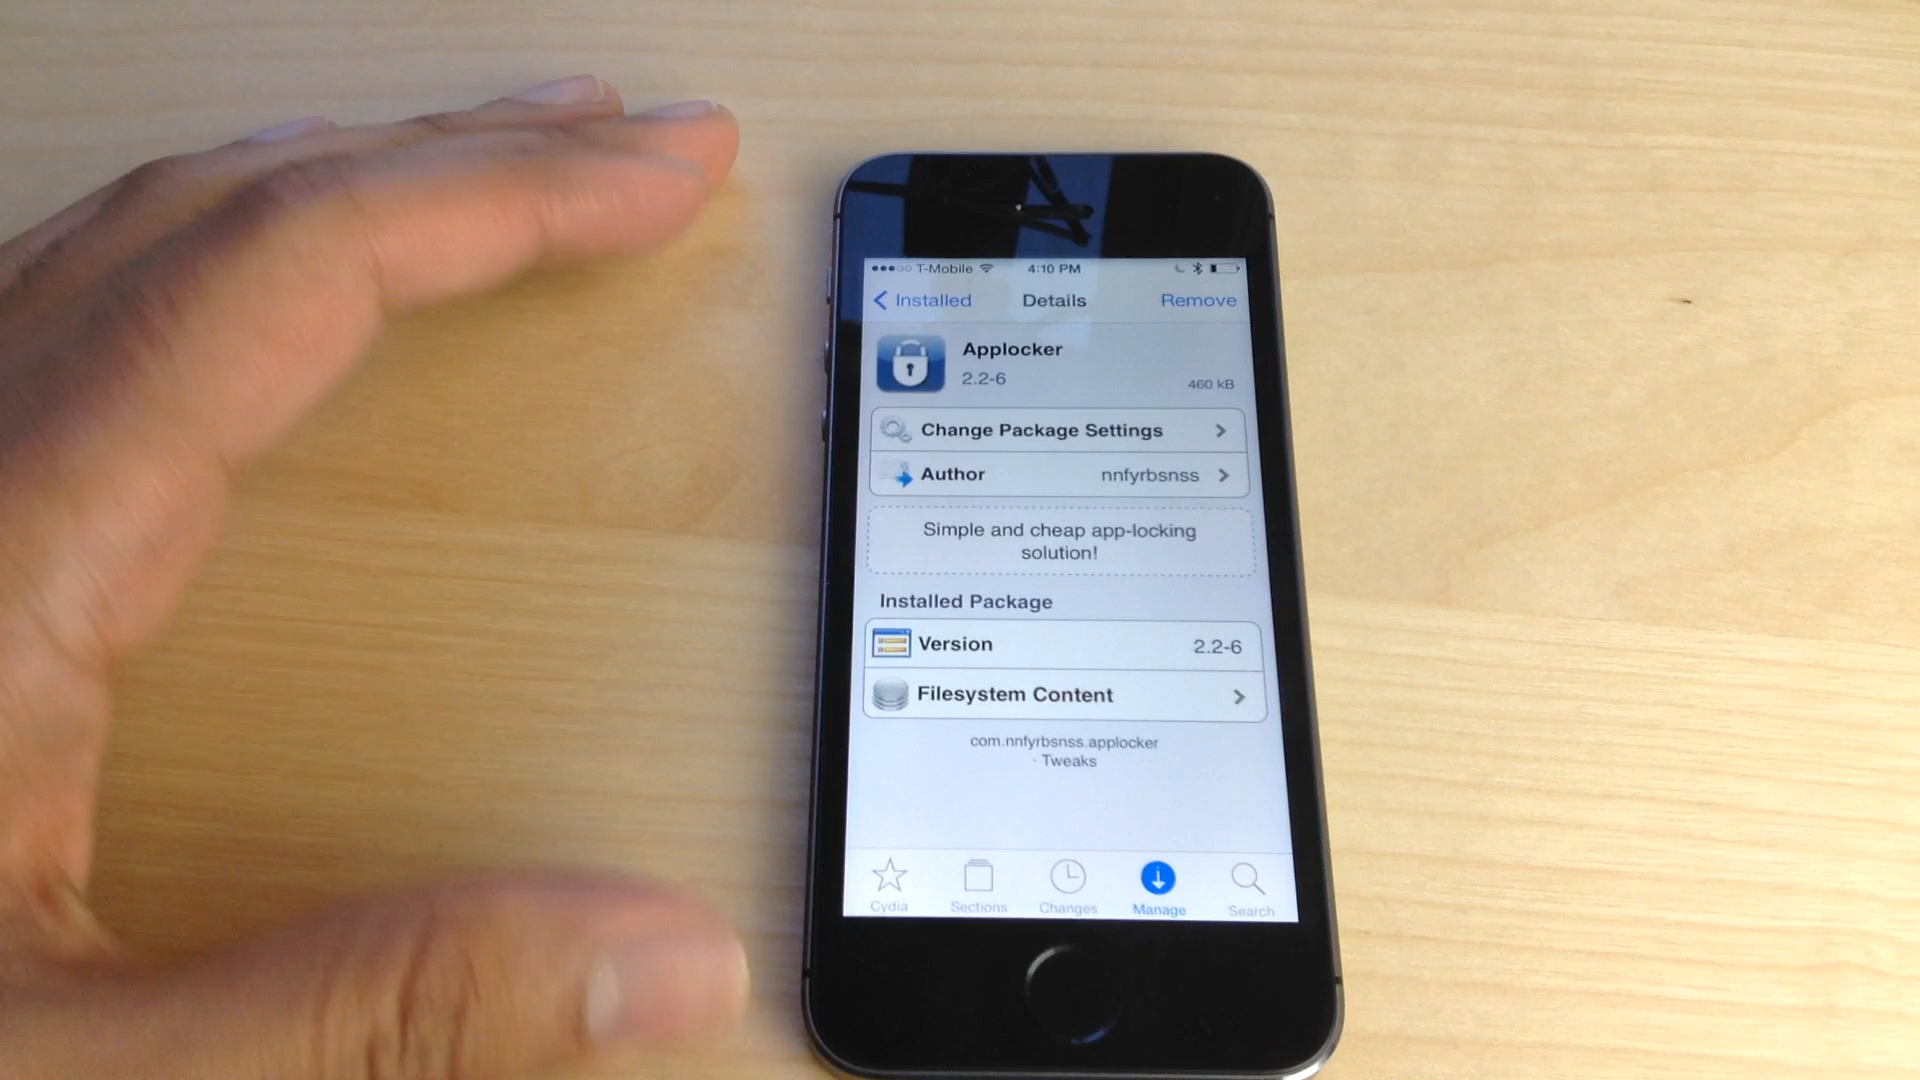 T-Mobile 4:10 PM
Installed Details Remove
Applocker
2.2-6 460 kB
Change Package Settings
Author nnfyrbsnss
Simple and cheap app-locking
solution!
Installed Package
Version 2.2-6
Filesystem Content
com.nnfyrbsnss.applocker
· Tweaks
Cydia Sections Changes Manage Search